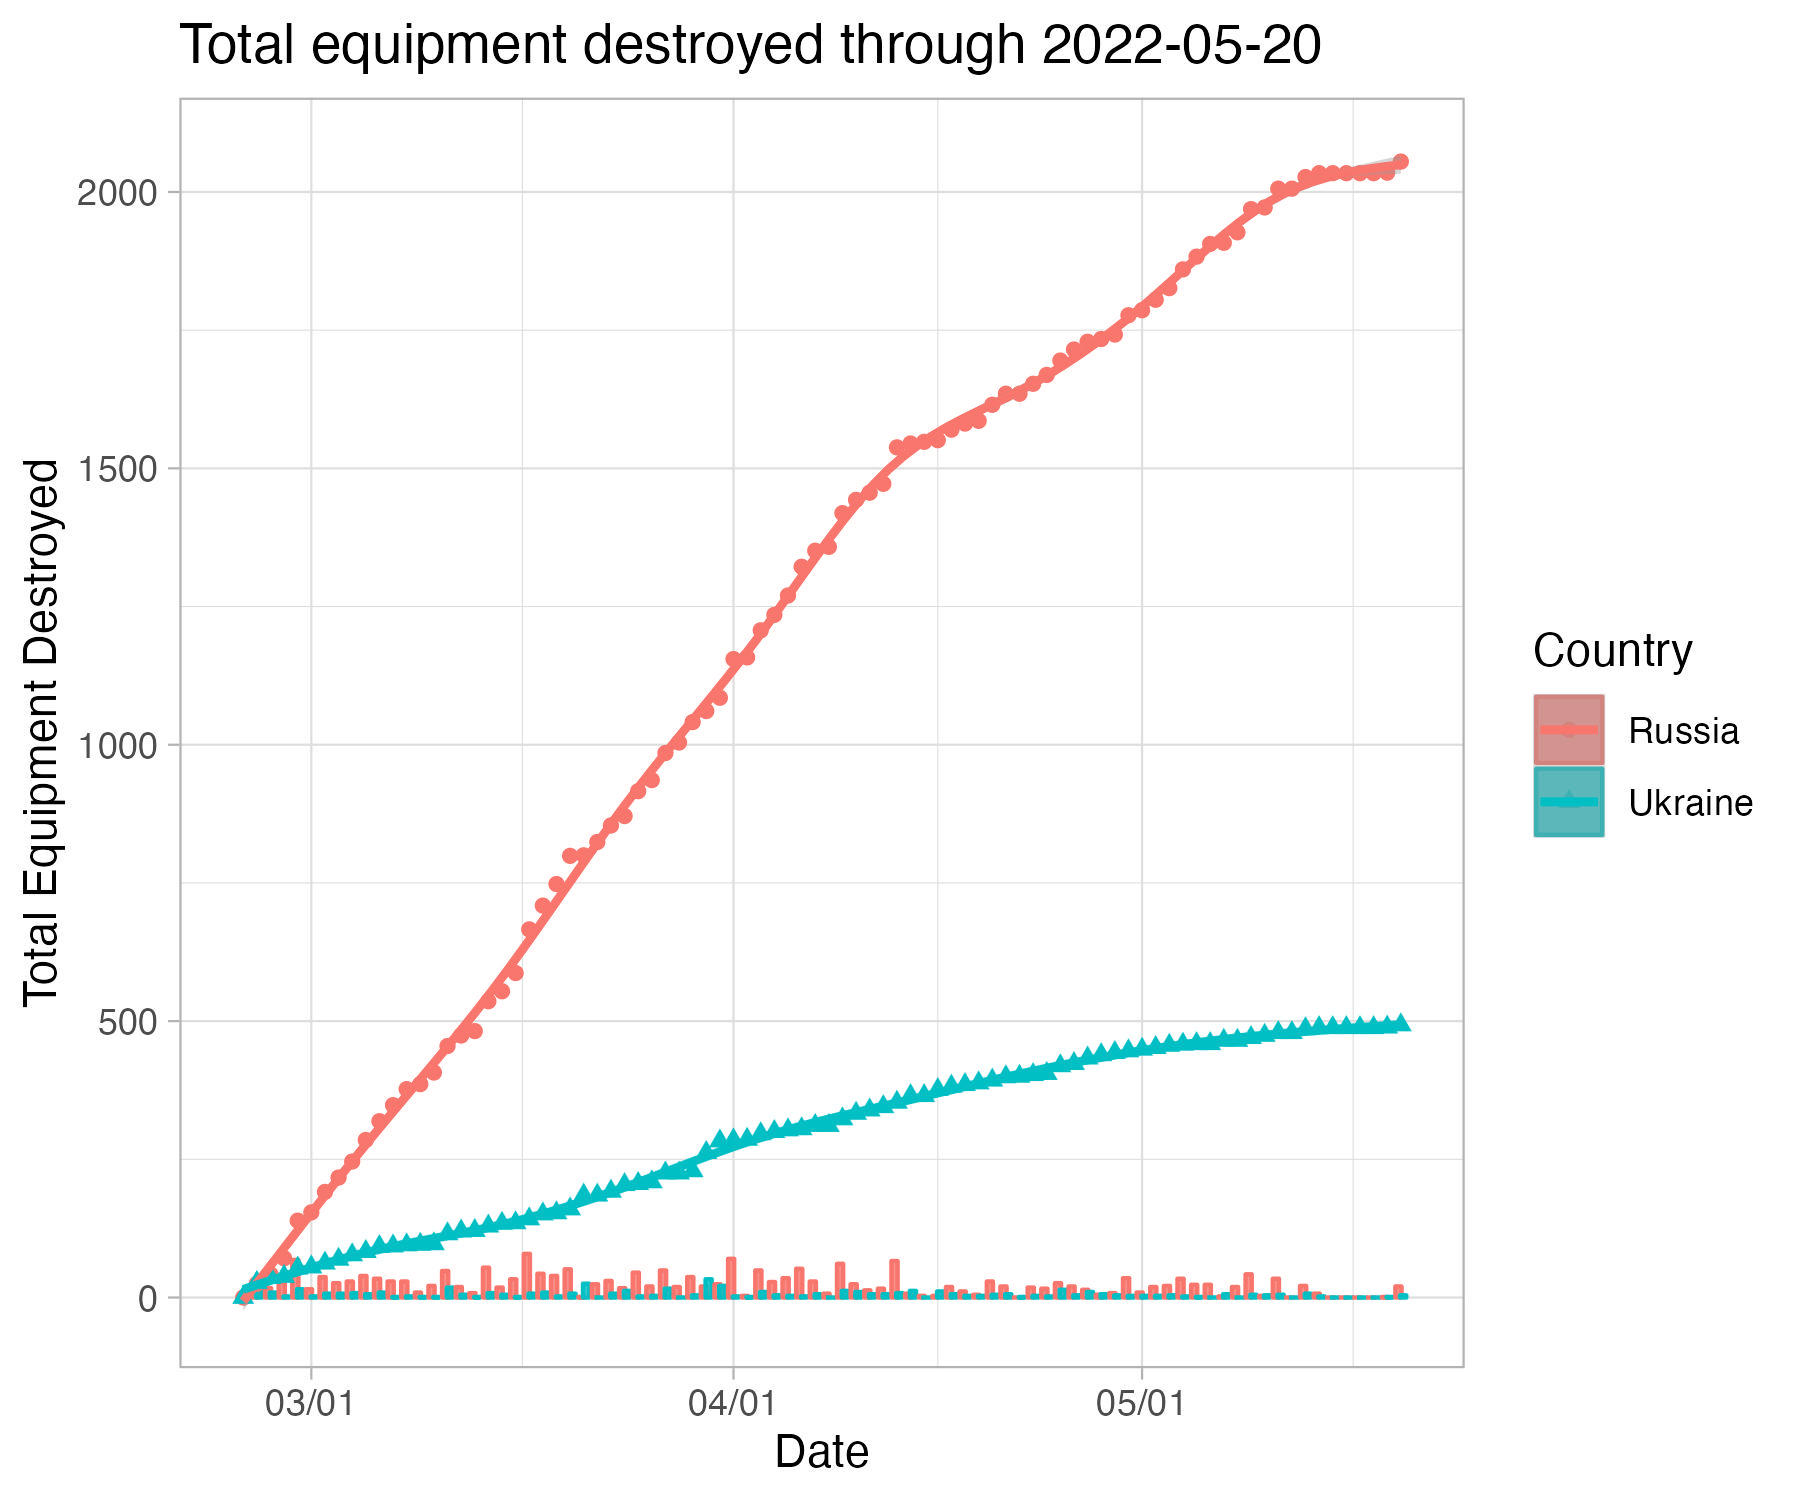 Total equipment destroyed through 2022-05-20
Total Equipment Destroyed
2000
1500
1000
500
0
03/01
04/01
05/01
Date
Country
Russia
Ukraine